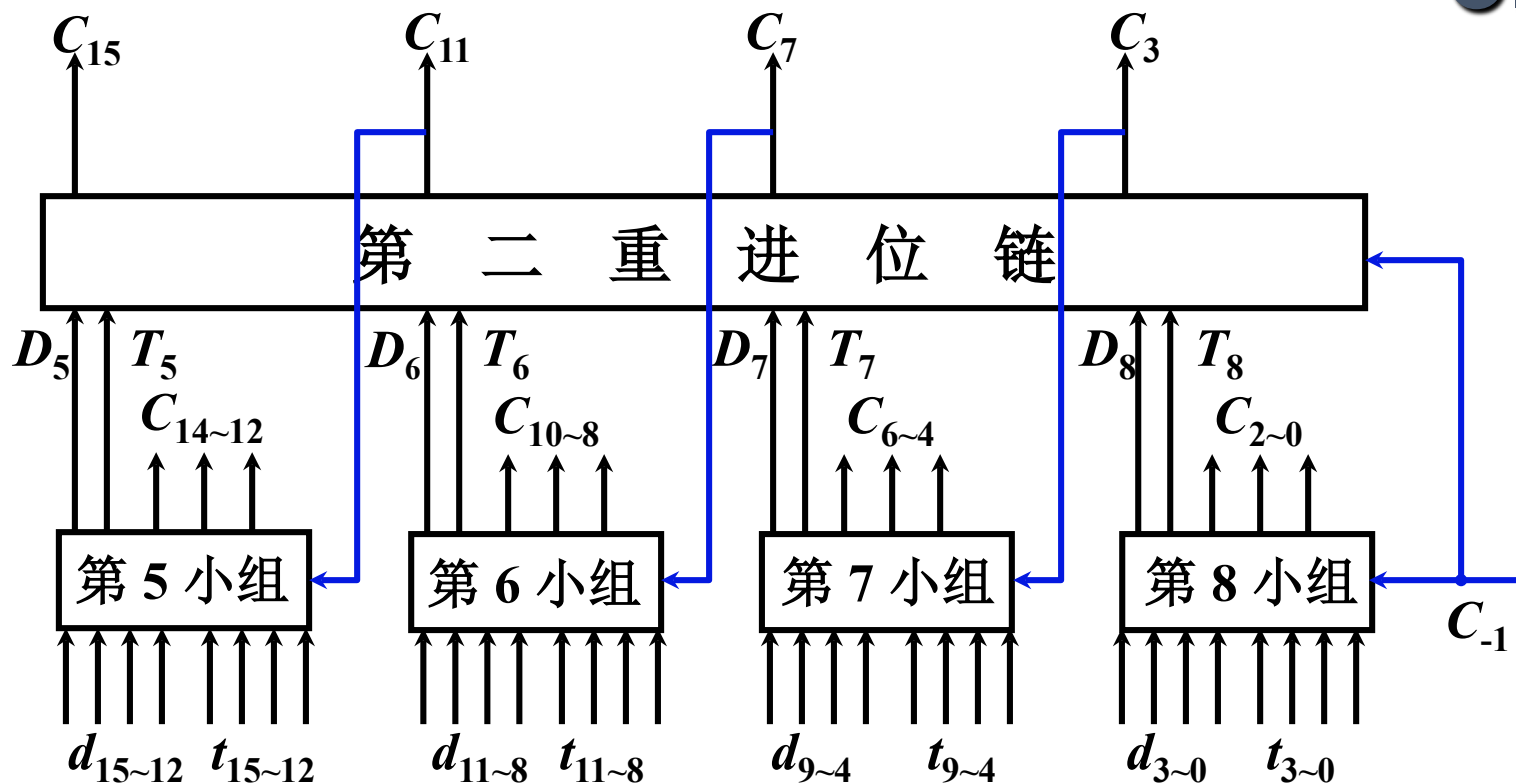 C₁₅ C₁₁ C₇ C₃
第二重进位链
D₅ T₅ D₆ T₆ D₇ T₇ D₈ T₈
C₁₄~₁₂ C₁₀~₈ C₆~₄ C₂~₀
第 5 小组 第 6 小组 第 7 小组 第 8 小组
C₋₁
d₁₅~₁₂ t₁₅~₁₂ d₁₁~₈ t₁₁~₈ d₉~₄ t₉~₄ d₃~₀ t₃~₀